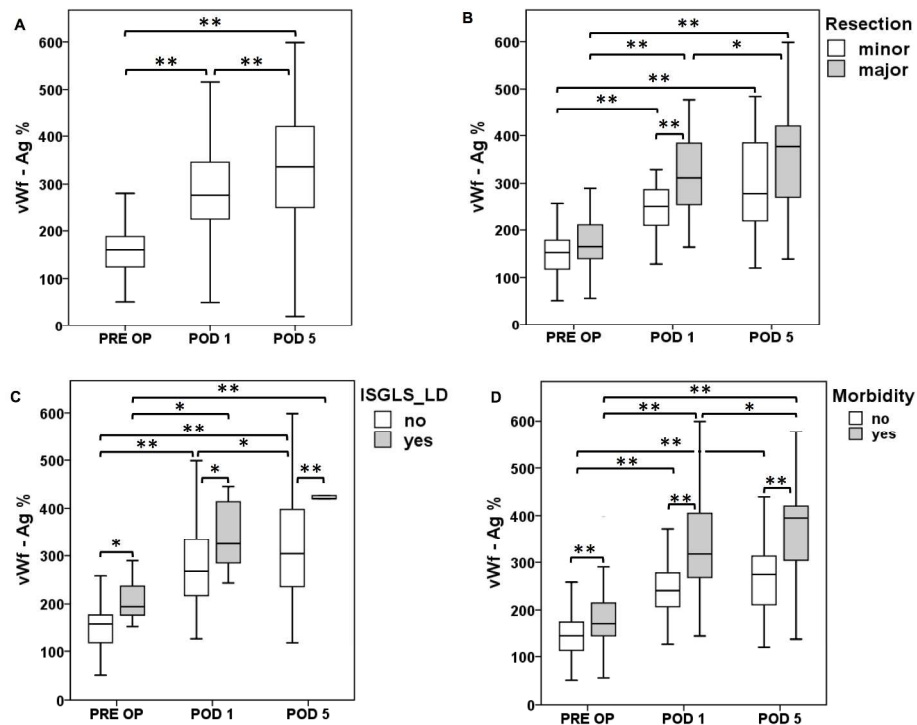 A
vWf - Ag %
600
500
400
300
200
100
0
**
**
**
PRE OP
POD 1
POD 5
B
Resection
minor
major
vWf - Ag %
600
500
400
300
200
100
0
**
**
*
**
**
**
PRE OP
POD 1
POD 5
C
ISGLS_LD
no
yes
vWf - Ag %
600
500
400
300
200
100
0
**
*
**
**
*
*
**
*
PRE OP
POD 1
POD 5
D
Morbidity
no
yes
vWf - Ag %
600
500
400
300
200
100
0
**
**
*
**
**
**
**
**
PRE OP
POD 1
POD 5